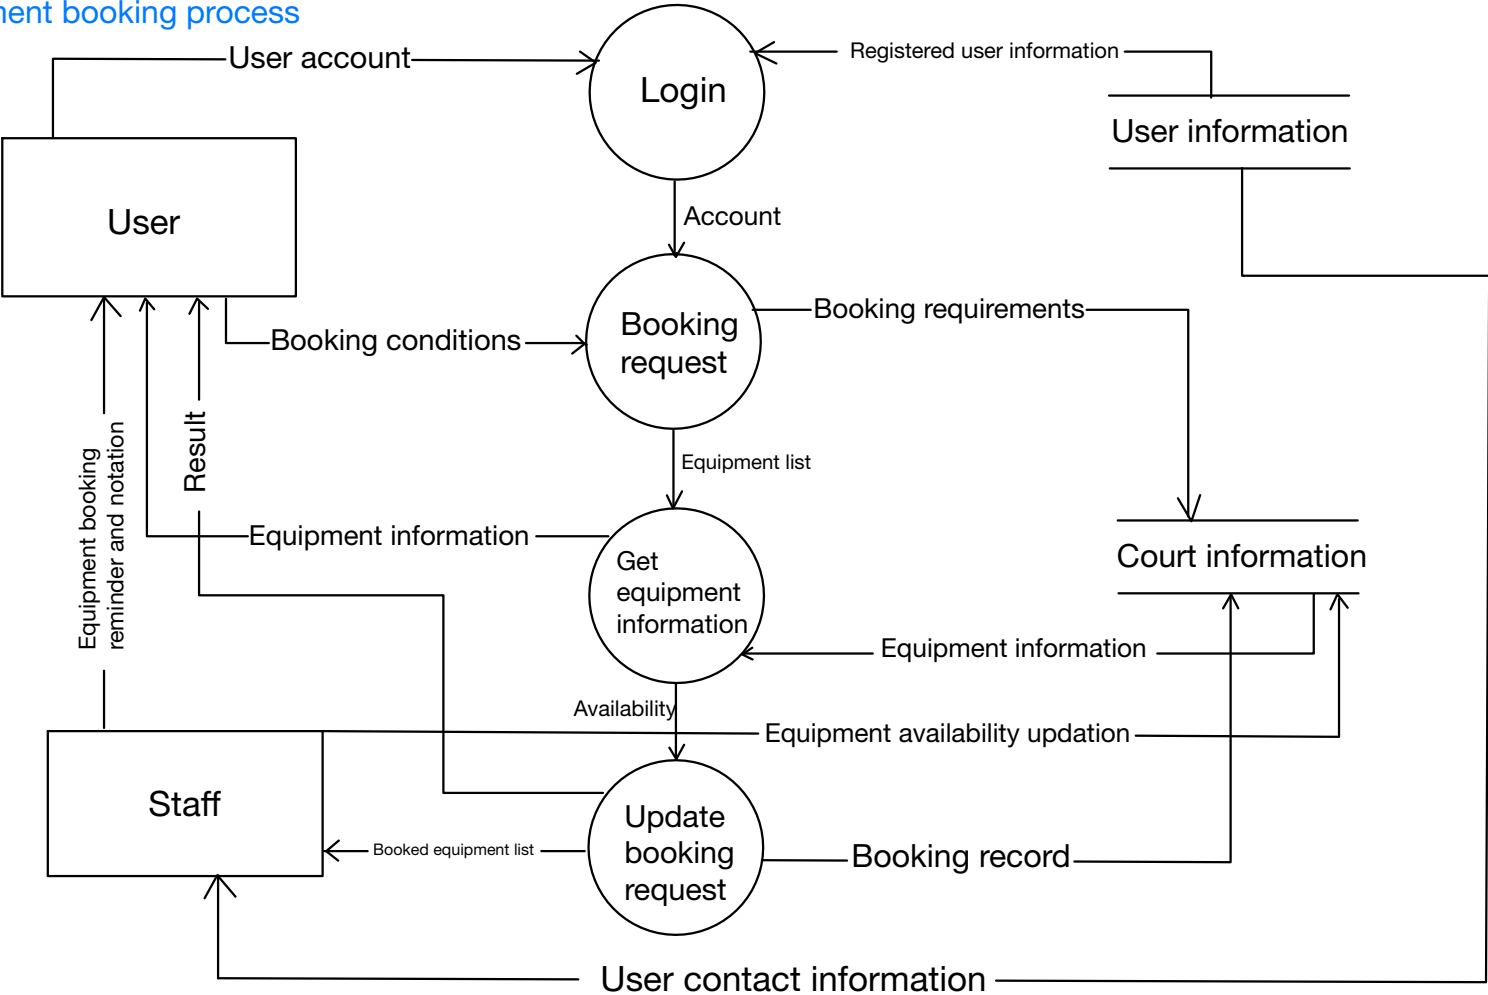 ment booking process
User account
Registered user information
Login
User information
User
Account
Booking requirements
Booking conditions
Booking
request
Result
Equipment booking
reminder and notation
Equipment list
Equipment information
Get
equipment
information
Court information
Equipment information
Availability
Equipment availability updation
Staff
Update
booking
request
Booked equipment list
Booking record
User contact information